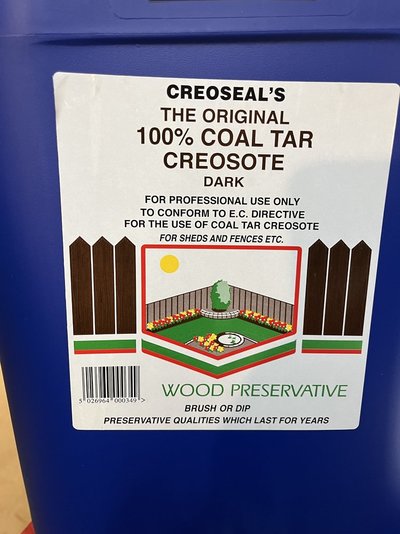 CREOSEAL'S
THE ORIGINAL
100% COAL TAR
CREOSOTE
DARK
FOR PROFESSIONAL USE ONLY
TO CONFORM TO E.C. DIRECTIVE
FOR THE USE OF COAL TAR CREOSOTE
FOR SHEDS AND FENCES ETC.
5 026964 000349 >
WOOD PRESERVATIVE
BRUSH OR DIP
PRESERVATIVE QUALITIES WHICH LAST FOR YEARS